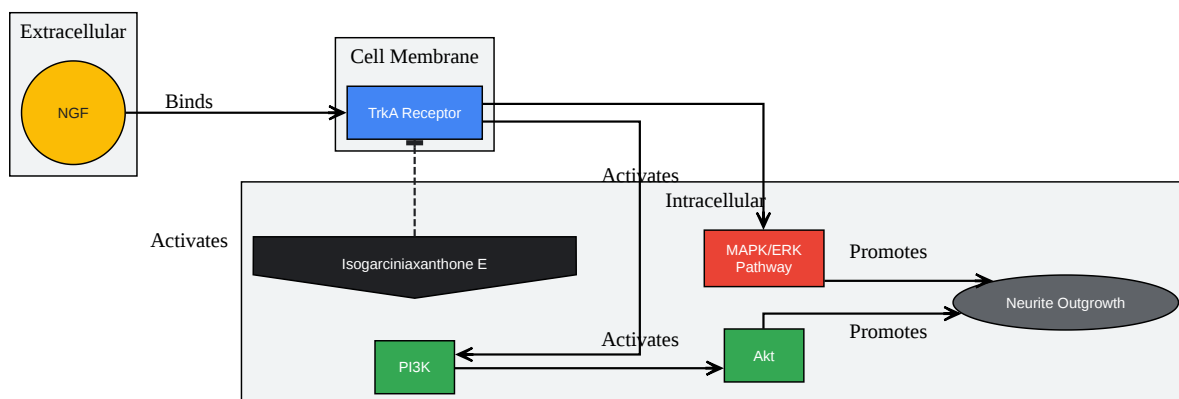 Extracellular
Cell Membrane
NGF
Binds
TrkA Receptor
Activates
Intracellular
Activates
MAPK/ERK
Pathway
Promotes
Isogarciniaxanthone E
Neurite Outgrowth
Activates
Promotes
PI3K
Akt